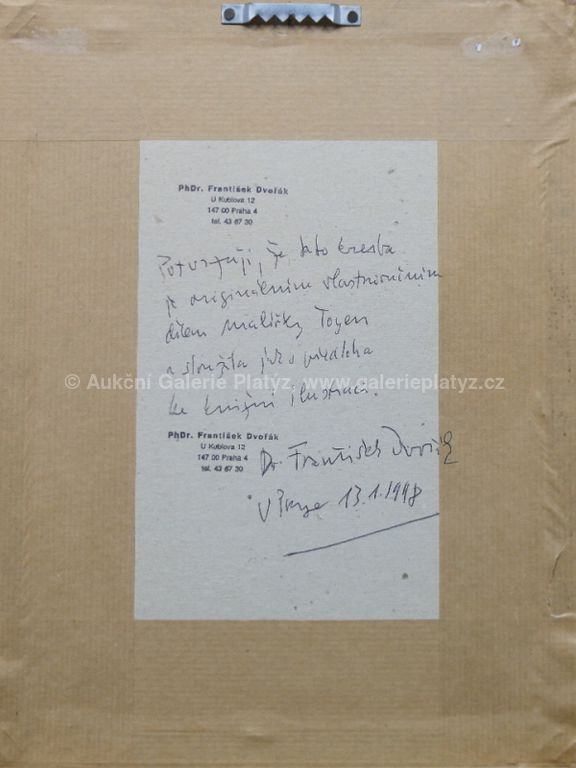 PhDr. František Dvořák
U Kublova 12
147 00 Praha 4
tel. 43 67 30
Potvrzuji, že tato kresba
je originálním vlastnoručním
dílem malířky Toyen
a sloužila jako předloha
© Aukční Galerie Platýz, www.galerieplatyz.cz
ke knižní ilustraci.
PhDr. František Dvořák
U Kublova 12
147 00 Praha 4
tel. 43 67 30
Dr. František Dvořák
V Praze 13.1.1998